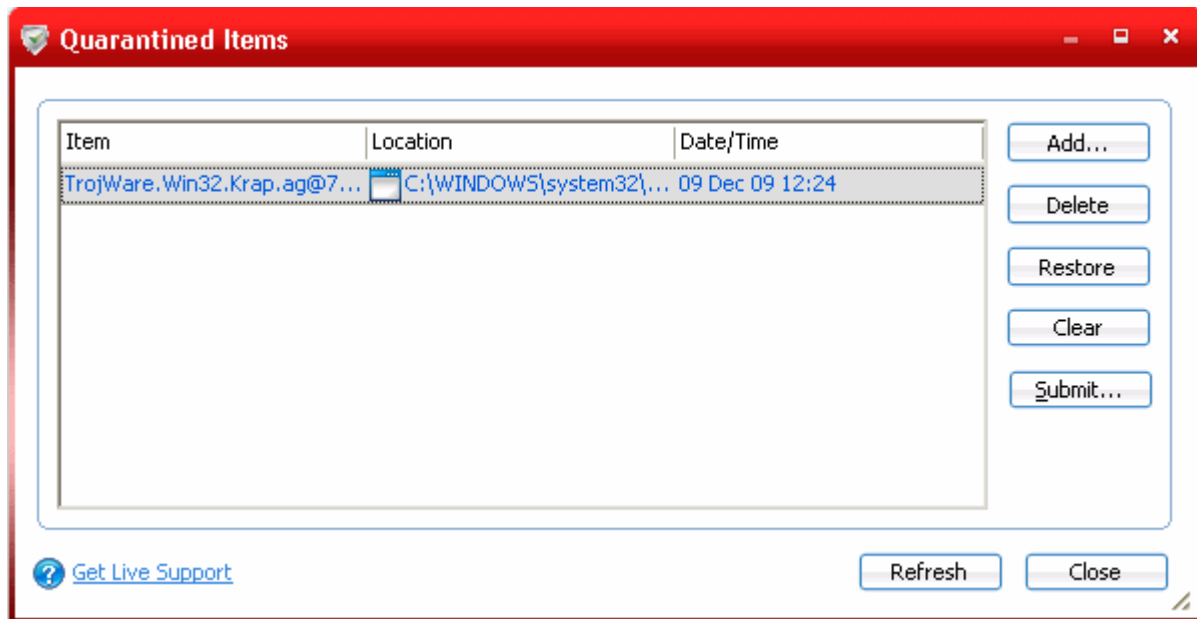 Quarantined Items
Item Location Date/Time
TrojWare.Win32.Krap.ag@7... C:\WINDOWS\system32\... 09 Dec 09 12:24
Add...
Delete
Restore
Clear
Submit...
Get Live Support
Refresh Close